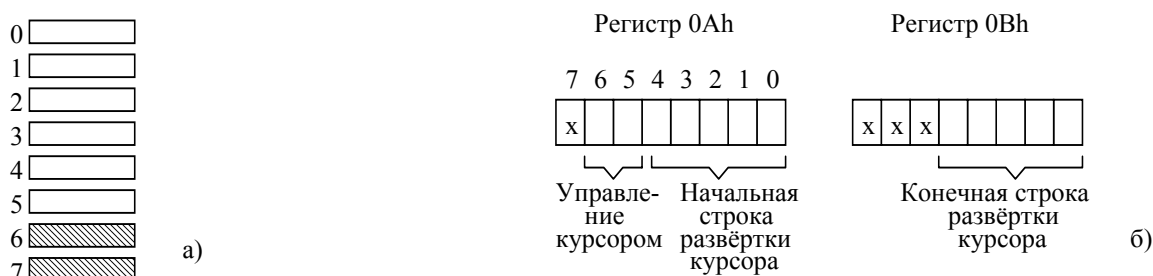 0
1
2
3
4
5
6
7
а)
Регистр 0Ah
7 6 5 4 3 2 1 0
x
Управле-
ние
курсором
Начальная
строка
развёртки
курсора
Регистр 0Bh
x x x
Конечная строка
развёртки
курсора
б)